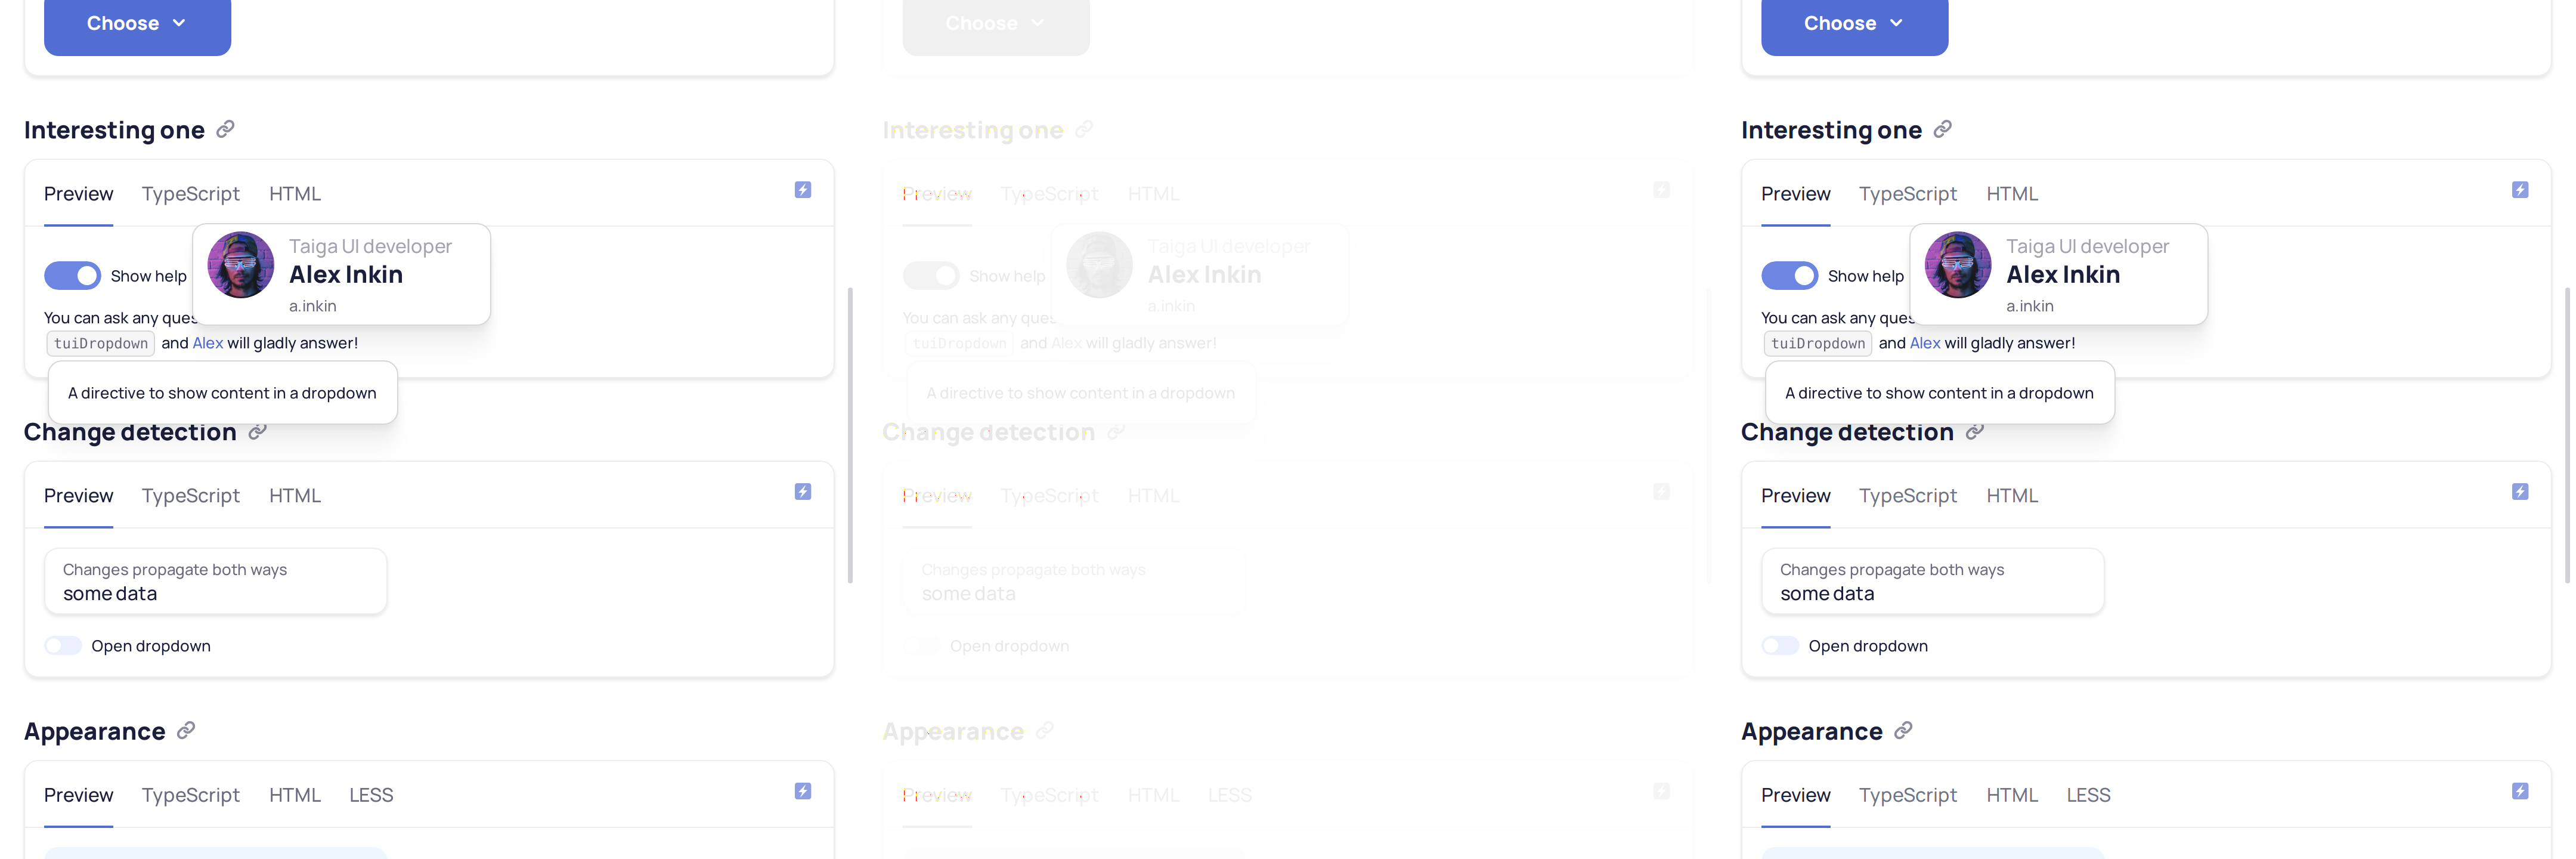 Choose
Interesting one
Preview TypeScript HTML
Taiga UI developer
Alex Inkin
a.inkin
Show help
You can ask any ques
tuiDropdown and Alex will gladly answer!
A directive to show content in a dropdown
Change detection
Preview TypeScript HTML
Changes propagate both ways
some data
Open dropdown
Appearance
Preview TypeScript HTML LESS
Choose
Interesting one
Preview TypeScript HTML
Taiga UI developer
Alex Inkin
a.inkin
Show help
You can ask any ques
tuiDropdown and Alex will gladly answer!
A directive to show content in a dropdown
Change detection
Preview TypeScript HTML
Changes propagate both ways
some data
Open dropdown
Appearance
Preview TypeScript HTML LESS
Choose
Interesting one
Preview TypeScript HTML
Taiga UI developer
Alex Inkin
a.inkin
Show help
You can ask any ques
tuiDropdown and Alex will gladly answer!
A directive to show content in a dropdown
Change detection
Preview TypeScript HTML
Changes propagate both ways
some data
Open dropdown
Appearance
Preview TypeScript HTML LESS